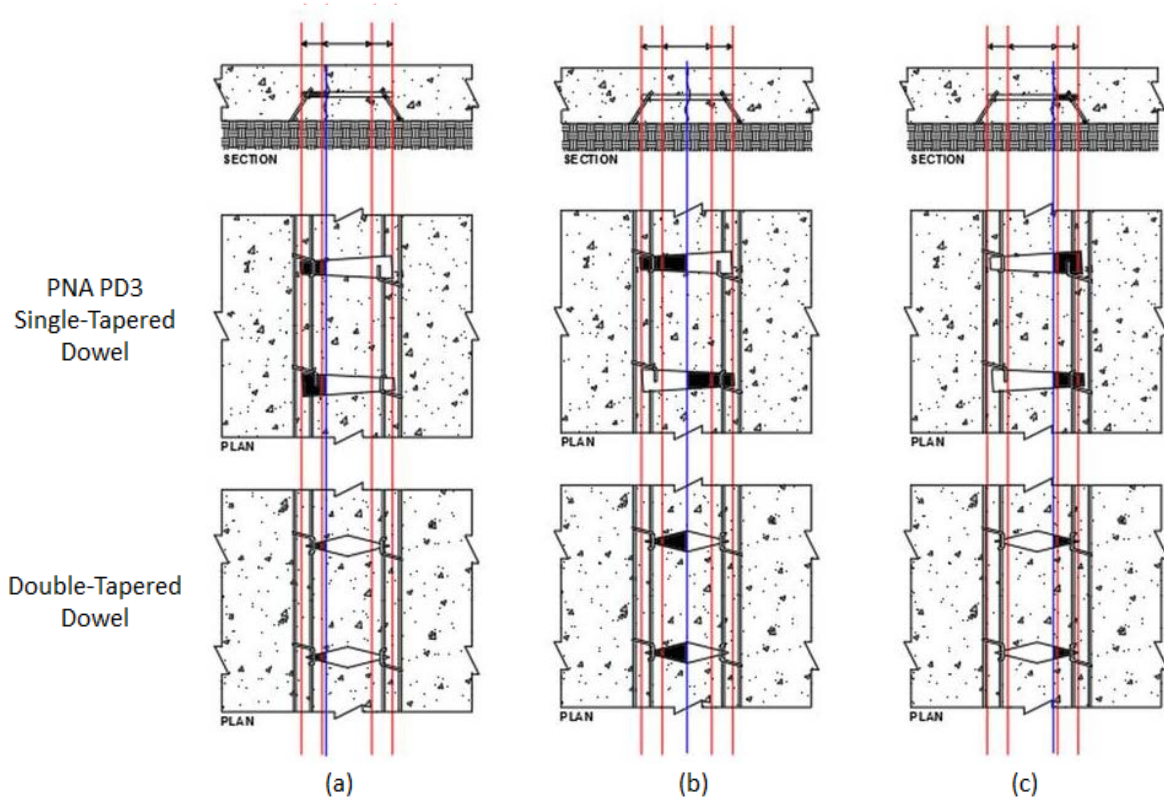 SECTION
SECTION
SECTION
PNA PD3
Single-Tapered
Dowel
PLAN
PLAN
PLAN
Double-Tapered
Dowel
PLAN
PLAN
PLAN
(a)
(b)
(c)